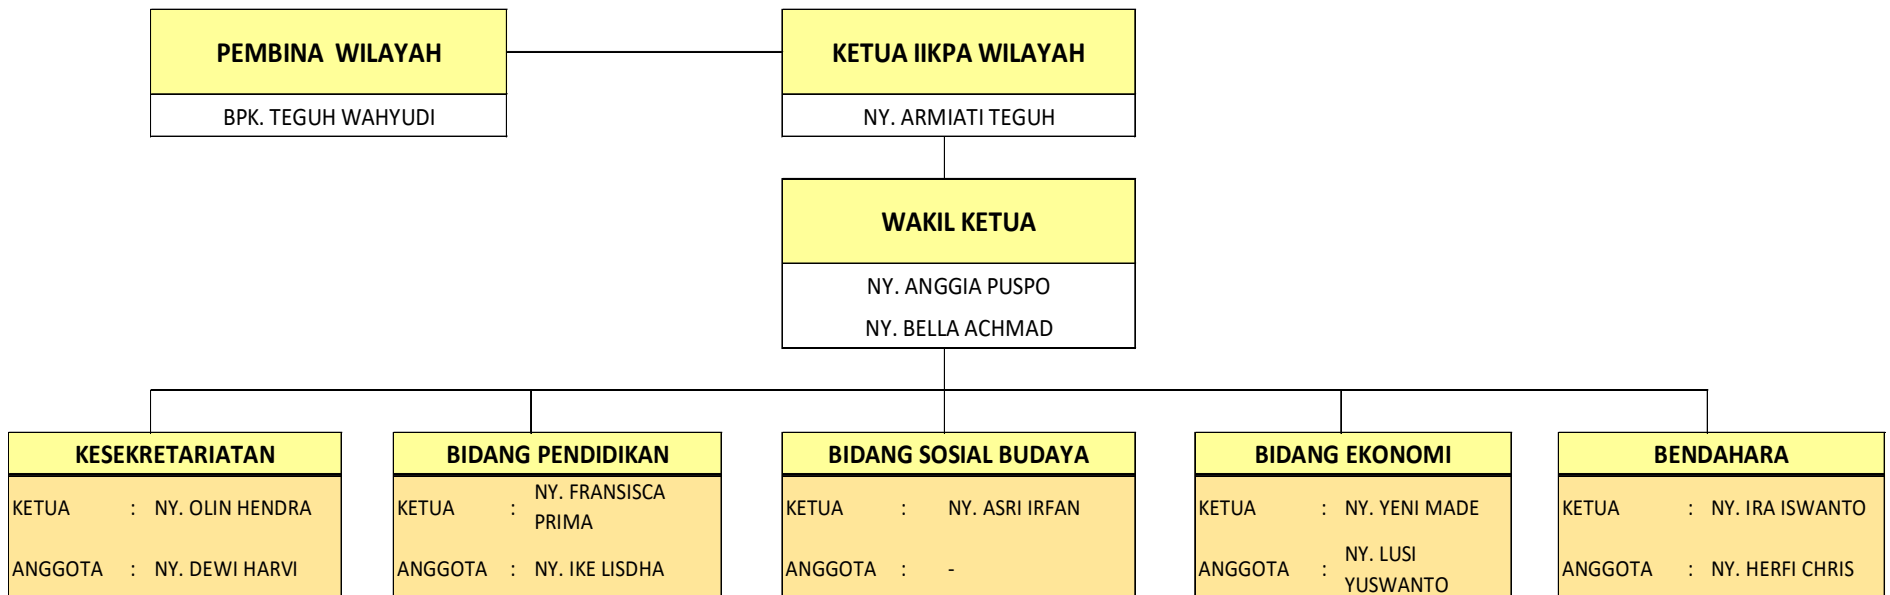 PEMBINA WILAYAH
KETUA IIKPA WILAYAH
BPK. TEGUH WAHYUDI
NY. ARMIATI TEGUH
WAKIL KETUA
NY. ANGGIA PUSPO
NY. BELLA ACHMAD
KESEKRETARIATAN
KETUA : NY. OLIN HENDRA
ANGGOTA : NY. DEWI HARVI
BIDANG PENDIDIKAN
KETUA : NY. FRANSISCA
PRIMA
ANGGOTA : NY. IKE LISDHA
BIDANG SOSIAL BUDAYA
KETUA : NY. ASRI IRFAN
ANGGOTA : -
BIDANG EKONOMI
KETUA : NY. YENI MADE
ANGGOTA : NY. LUSI
YUSWANTO
BENDAHARA
KETUA : NY. IRA ISWANTO
ANGGOTA : NY. HERFI CHRIS